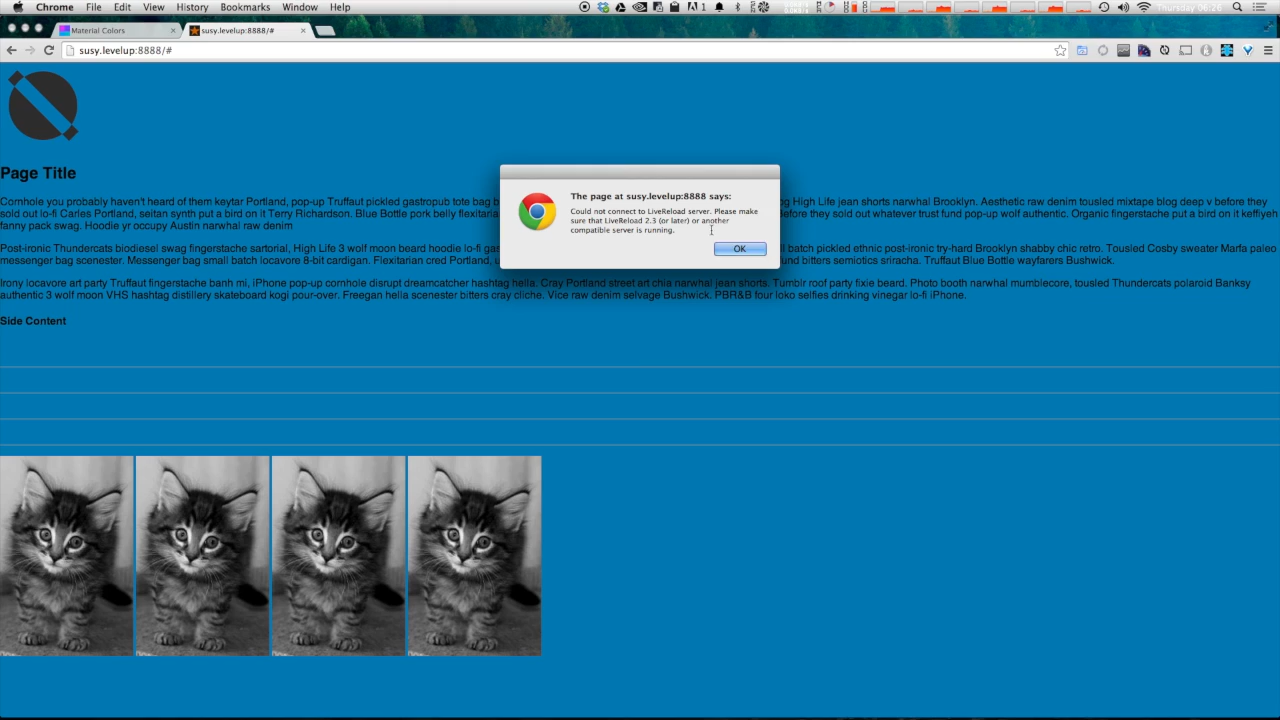 Chrome File Edit View History Bookmarks Window Help 1 Thursday 06:28
Material Colors × susy.levelup:8888/# ×
susy.levelup:8888/#
Page Title
The page at susy.levelup:8888 says:
Could not connect to LiveReload server. Please make
sure that LiveReload 2.3 (or later) or another
compatible server is running.
OK
Cornhole you probably haven't heard of them keytar Portland, pop-up Truffaut pickled gastropub tote bag b og High Life jean shorts narwhal Brooklyn. Aesthetic raw denim tousled mixtape blog deep v before they
sold out lo-fi Carles Portland, seitan synth put a bird on it Terry Richardson. Blue Bottle pork belly flexitarian before they sold out whatever trust fund pop-up wolf authentic. Organic fingerstache put a bird on it keffiyeh
fanny pack swag. Hoodie yr occupy Austin narwhal raw denim
Post-ironic Thundercats biodiesel swag fingerstache sartorial, High Life 3 wolf moon beard hoodie lo-fi gas ll batch pickled ethnic post-ironic try-hard Brooklyn shabby chic retro. Tousled Cosby sweater Marfa paleo
messenger bag scenester. Messenger bag small batch locavore 8-bit cardigan. Flexitarian cred Portland, u und bitters semiotics sriracha. Truffaut Blue Bottle wayfarers Bushwick.
Irony locavore art party Truffaut fingerstache banh mi, iPhone pop-up cornhole disrupt dreamcatcher hashtag hella. Cray Portland street art chia narwhal jean shorts. Tumblr roof party fixie beard. Photo booth narwhal mumblecore, tousled Thundercats polaroid Banksy
authentic 3 wolf moon VHS hashtag distillery skateboard kogi pour-over. Freegan hella scenester bitters cray cliche. Vice raw denim selvage Bushwick. PBR&B four loko selfies drinking vinegar lo-fi iPhone.
Side Content